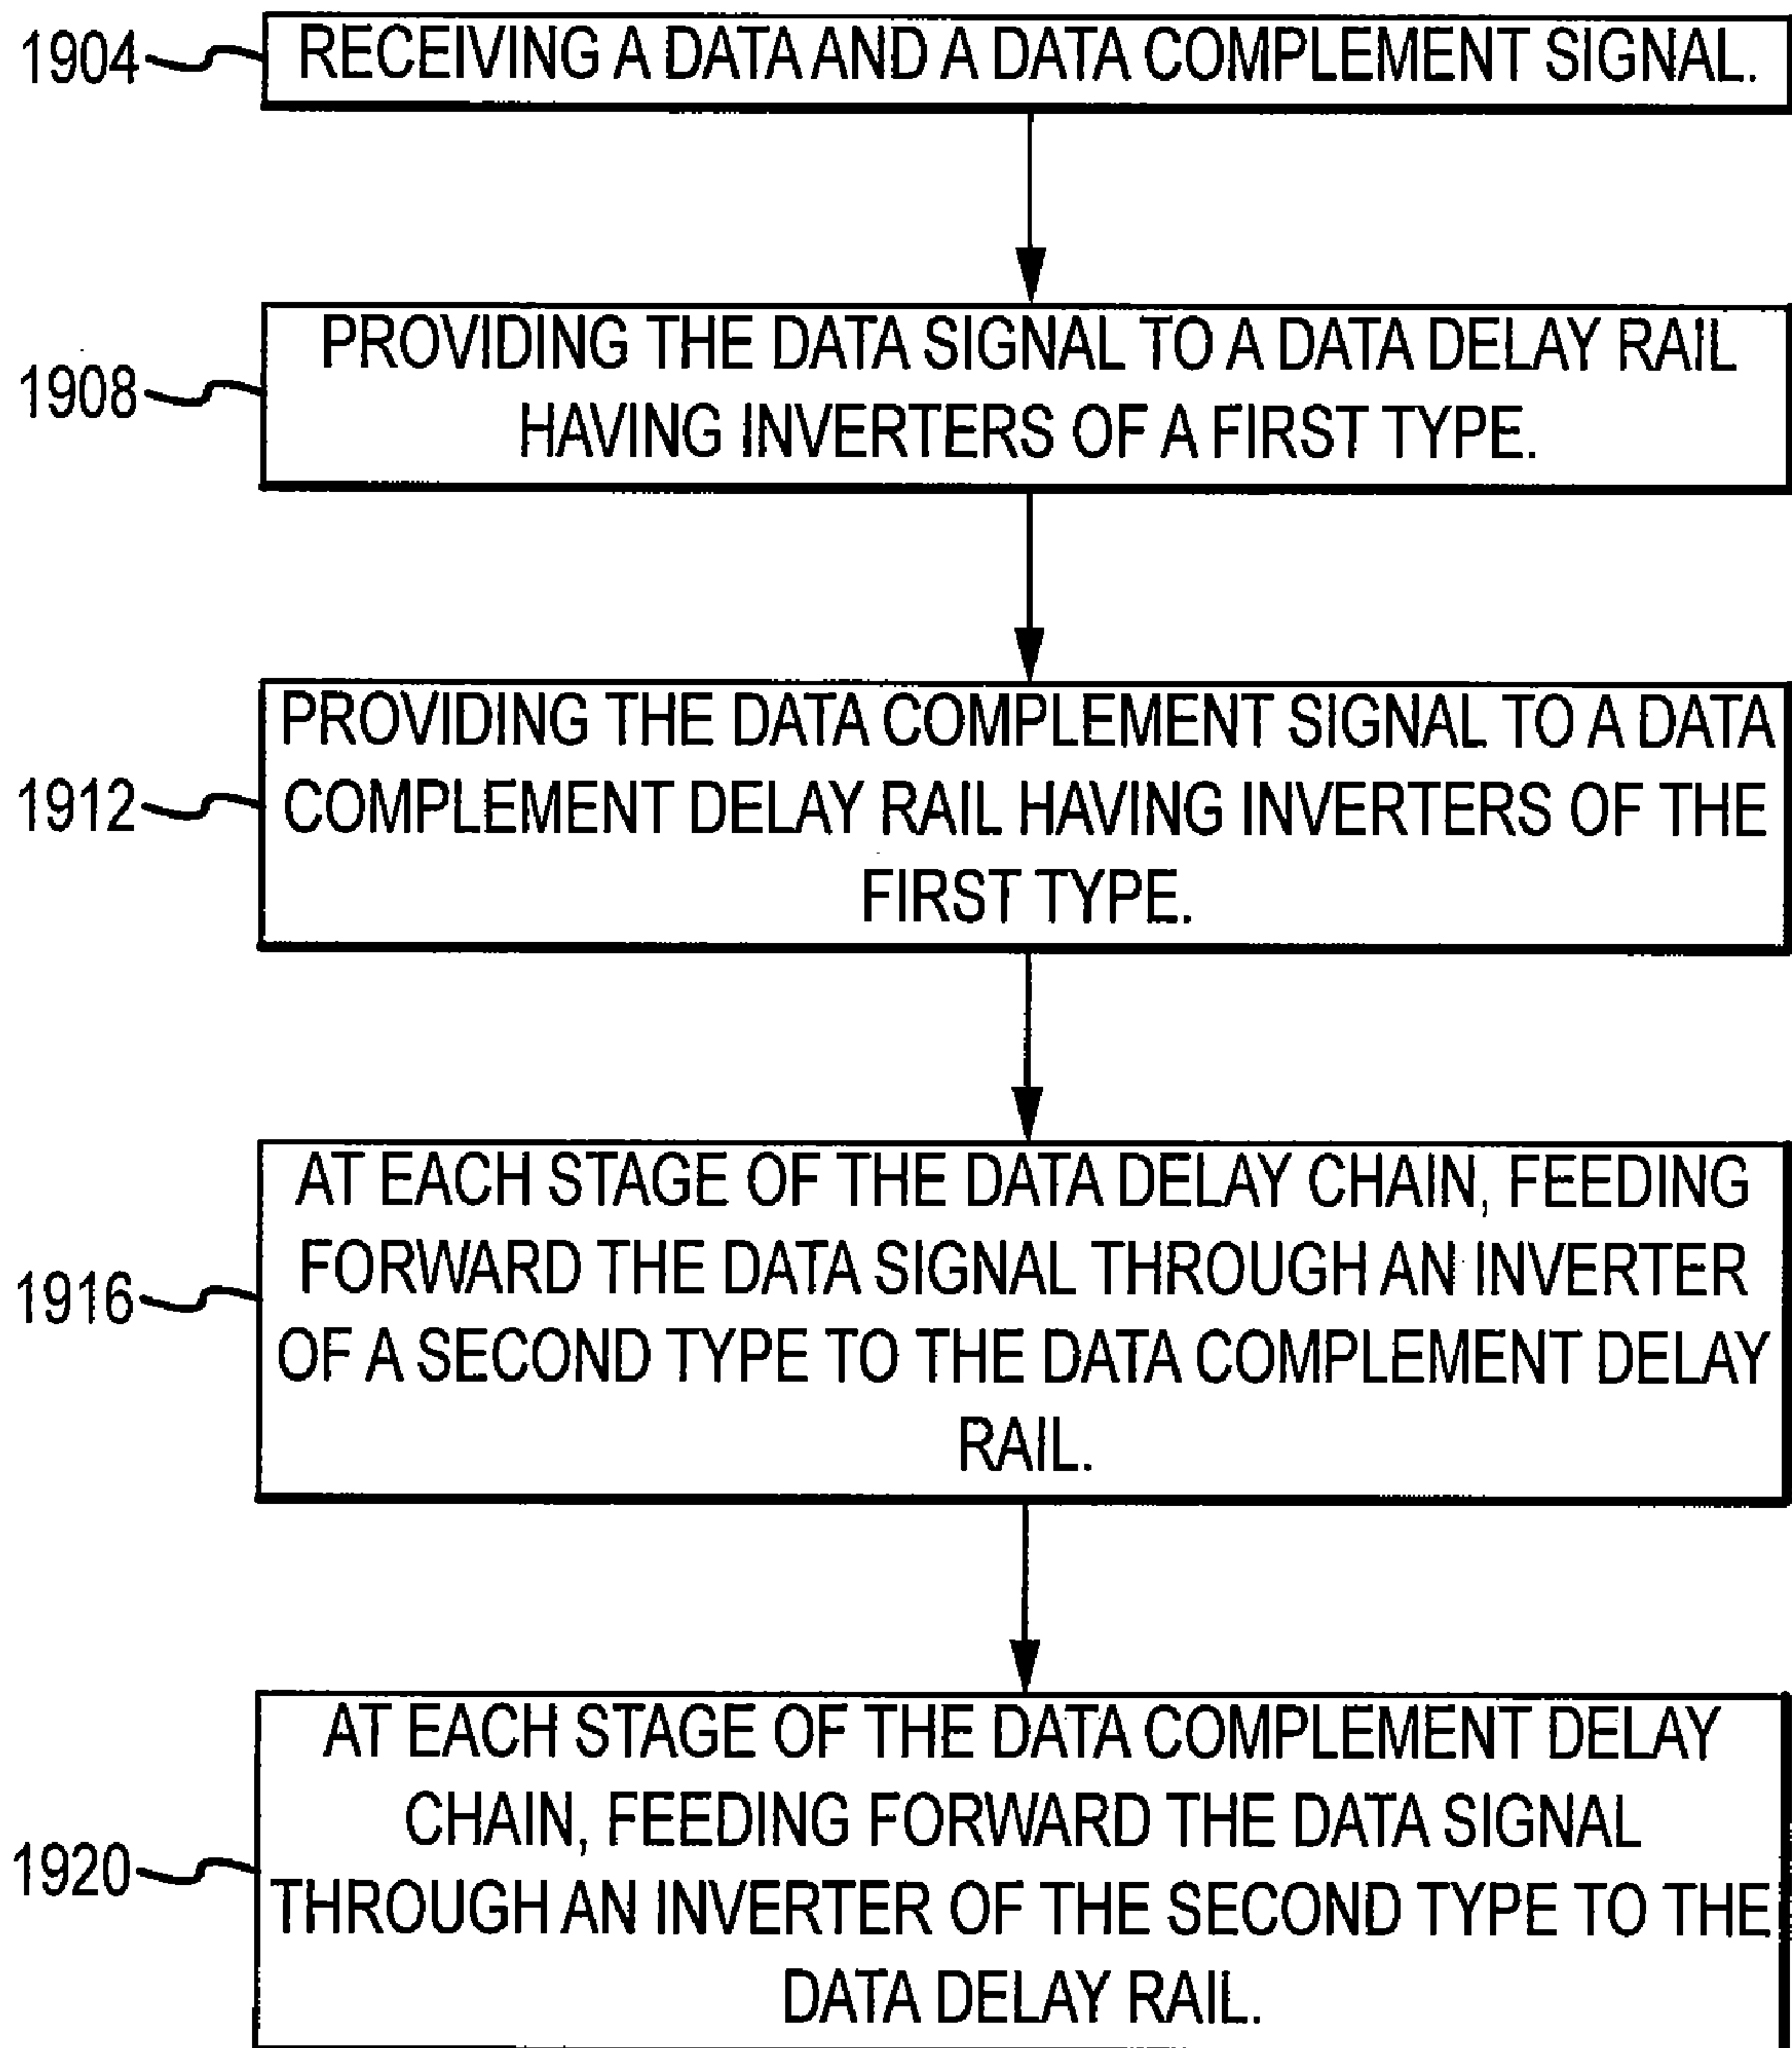 1904
RECEIVING A DATA AND A DATA COMPLEMENT SIGNAL.
1908
PROVIDING THE DATA SIGNAL TO A DATA DELAY RAIL
HAVING INVERTERS OF A FIRST TYPE.
1912
PROVIDING THE DATA COMPLEMENT SIGNAL TO A DATA
COMPLEMENT DELAY RAIL HAVING INVERTERS OF THE
FIRST TYPE.
1916
AT EACH STAGE OF THE DATA DELAY CHAIN, FEEDING
FORWARD THE DATA SIGNAL THROUGH AN INVERTER
OF A SECOND TYPE TO THE DATA COMPLEMENT DELAY
RAIL.
1920
AT EACH STAGE OF THE DATA COMPLEMENT DELAY
CHAIN, FEEDING FORWARD THE DATA SIGNAL
THROUGH AN INVERTER OF THE SECOND TYPE TO THE
DATA DELAY RAIL.